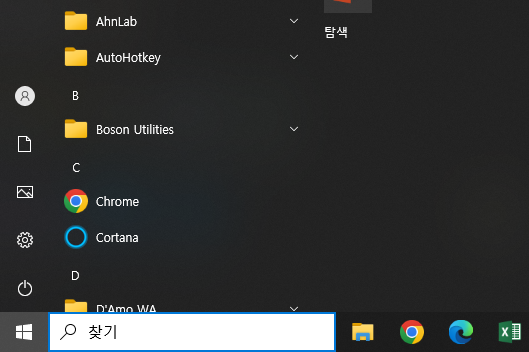 AhnLab
탐색
AutoHotkey
B
Boson Utilities
C
Chrome
Cortana
D
D'Amo WA
찾기